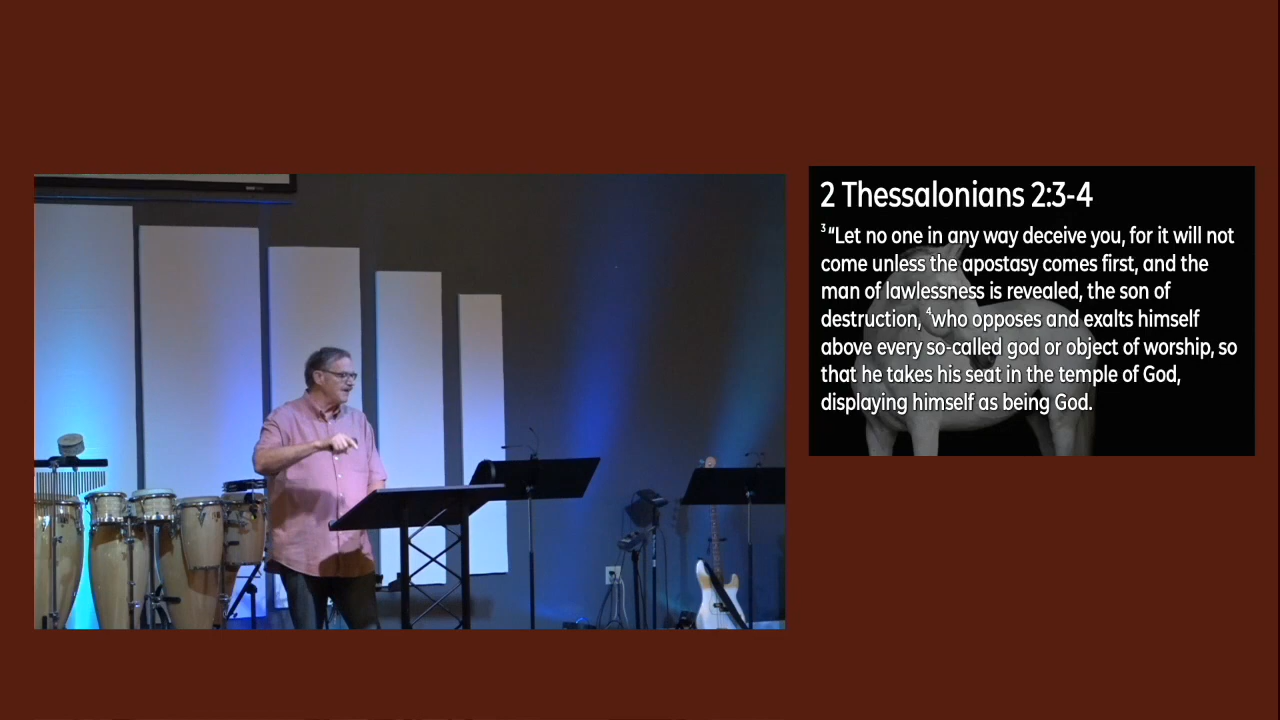 2 Thessalonians 2:3-4
3 “Let no one in any way deceive you, for it will not
come unless the apostasy comes first, and the
man of lawlessness is revealed, the son of
destruction, 4who opposes and exalts himself
above every so-called god or object of worship, so
that he takes his seat in the temple of God,
displaying himself as being God.